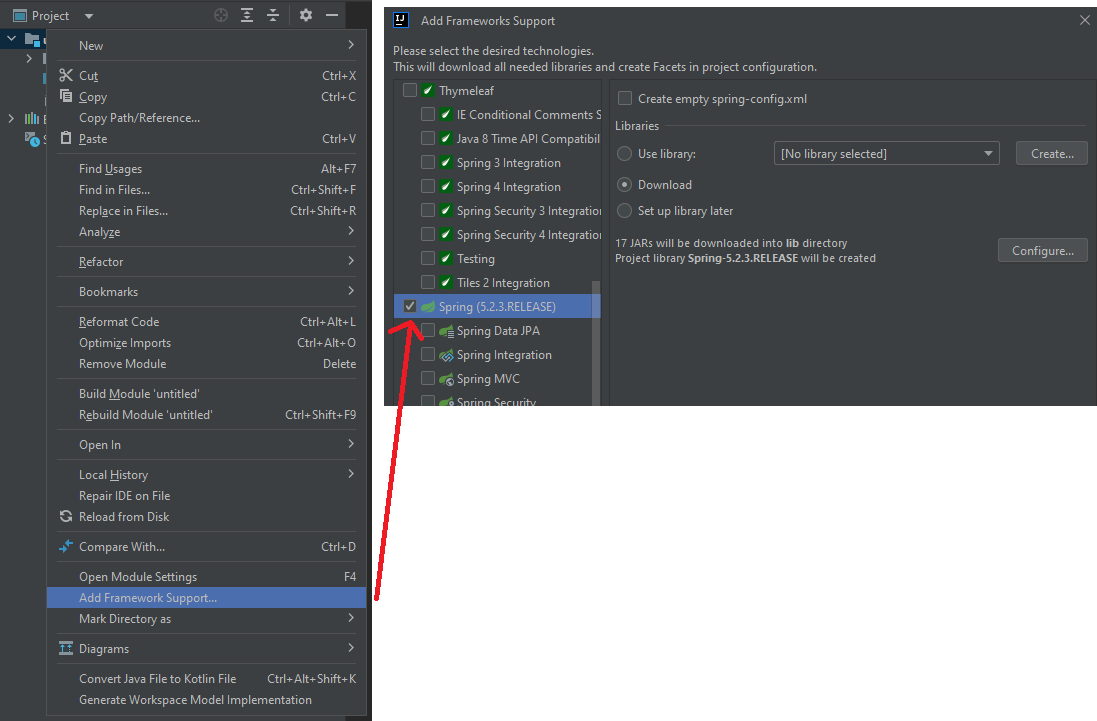 Project
New
Cut Ctrl+X
Copy Ctrl+C
Copy Path/Reference...
Paste Ctrl+V
Find Usages Alt+F7
Find in Files... Ctrl+Shift+F
Replace in Files... Ctrl+Shift+R
Analyze
Refactor
Bookmarks
Reformat Code Ctrl+Alt+L
Optimize Imports Ctrl+Alt+O
Remove Module Delete
Build Module 'untitled'
Rebuild Module 'untitled' Ctrl+Shift+F9
Open In
Local History
Repair IDE on File
Reload from Disk
Compare With... Ctrl+D
Open Module Settings F4
Add Framework Support...
Mark Directory as
Diagrams
Convert Java File to Kotlin File Ctrl+Alt+Shift+K
Generate Workspace Model Implementation
IJ
Add Frameworks Support
Please select the desired technologies.
This will download all needed libraries and create Facets in project configuration.
Thymeleaf
IE Conditional Comments S
Java 8 Time API Compatibil
Spring 3 Integration
Spring 4 Integration
Spring Security 3 Integration
Spring Security 4 Integration
Testing
Tiles 2 Integration
Spring (5.2.3.RELEASE)
Spring Data JPA
Spring Integration
Spring MVC
Spring Security
Create empty spring-config.xml
Libraries
Use library: [No library selected] Create...
Download
Set up library later
17 JARs will be downloaded into lib directory
Project library Spring-5.2.3.RELEASE will be created
Configure...